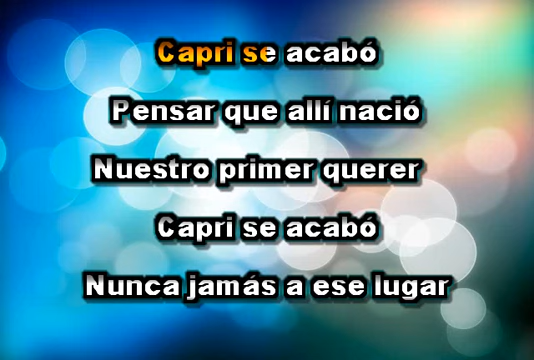 Capri se acabó
Pensar que allí nació
Nuestro primer querer
Capri se acabó
Nunca jamás a ese lugar